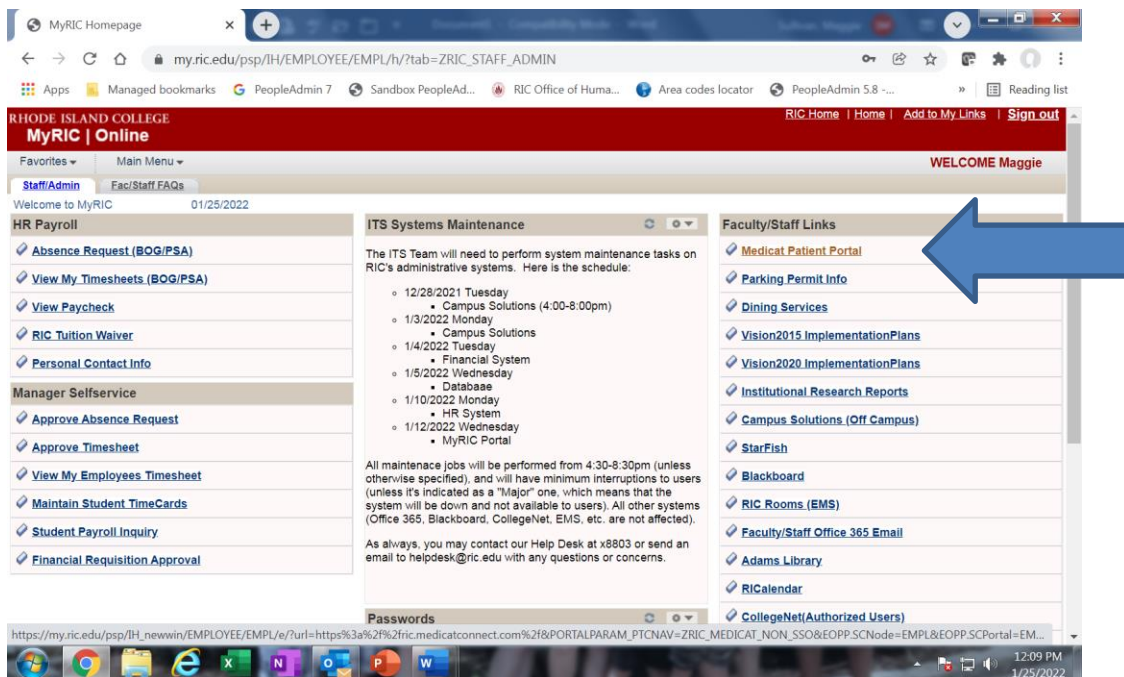 MyRIC Homepage
my.ric.edu/psp/IH/EMPLOYEE/EMPL/h/?tab=ZRIC_STAFF_ADMIN
Apps Managed bookmarks PeopleAdmin 7 Sandbox PeopleAd... RIC Office of Huma... Area codes locator PeopleAdmin 5.8 -... » Reading list
RHODE ISLAND COLLEGE
MyRIC | Online
RIC Home | Home | Add to My Links | Sign out
Favorites Main Menu
WELCOME Maggie
Staff/Admin Fac/Staff FAQs
Welcome to MyRIC 01/25/2022
HR Payroll
Absence Request (BOG/PSA)
View My Timesheets (BOG/PSA)
View Paycheck
RIC Tuition Waiver
Personal Contact Info
Manager Selfservice
Approve Absence Request
Approve Timesheet
View My Employees Timesheet
Maintain Student TimeCards
Student Payroll Inquiry
Financial Requisition Approval
ITS Systems Maintenance
The ITS Team will need to perform system maintenance tasks on
RIC's administrative systems. Here is the schedule:
12/28/2021 Tuesday
Campus Solutions (4:00-8:00pm)
1/3/2022 Monday
Campus Solutions
1/4/2022 Tuesday
Financial System
1/5/2022 Wednesday
Databaae
1/10/2022 Monday
HR System
1/12/2022 Wednesday
MyRIC Portal
All maintenace jobs will be performed from 4:30-8:30pm (unless
otherwise specified), and will have minimum interruptions to users
(unless it's indicated as a "Major" one, which means that the
system will be down and not available to users). All other systems
(Office 365, Blackboard, CollegeNet, EMS, etc. are not affected).
As always, you may contact our Help Desk at x8803 or send an
email to helpdesk@ric.edu with any questions or concerns.
Passwords
Faculty/Staff Links
Medicat Patient Portal
Parking Permit Info
Dining Services
Vision2015 ImplementationPlans
Vision2020 ImplementationPlans
Institutional Research Reports
Campus Solutions (Off Campus)
StarFish
Blackboard
RIC Rooms (EMS)
Faculty/Staff Office 365 Email
Adams Library
RICalendar
CollegeNet(Authorized Users)
https://my.ric.edu/psp/IH_newwin/EMPLOYEE/EMPL/e/?url=https%3a%2f%2fric.medicatconnect.com%2f&PORTALPARAM_PTCNAV=ZRIC_MEDICAT_NON_SSO&EOPP.SCNode=EMPL&EOPP.SCPortal=EM...
12:09 PM
1/25/2022